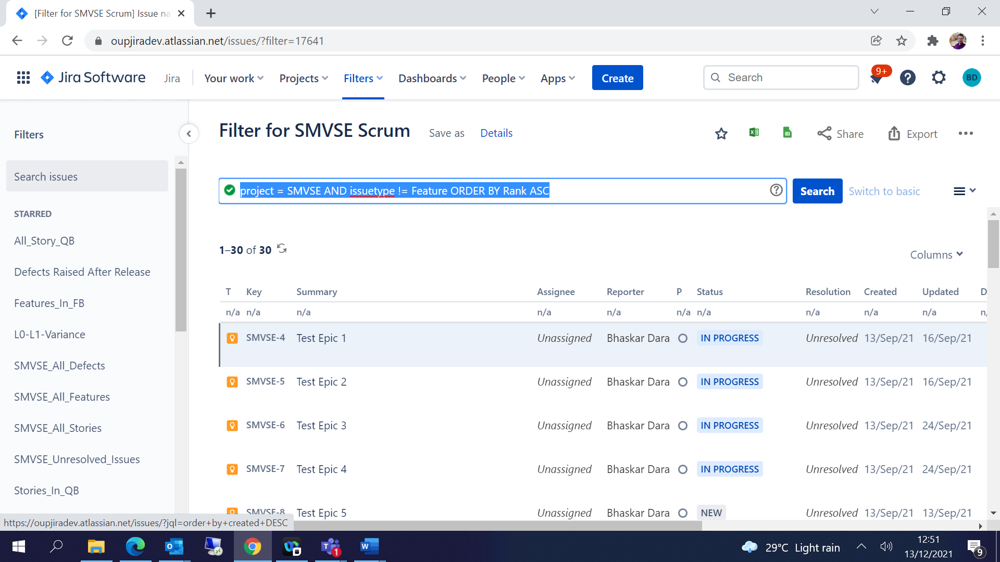 [Filter for SMVSE Scrum] Issue na
oupjiradev.atlassian.net/issues/?filter=17641
Jira Software Jira Your work Projects Filters Dashboards People Apps Create Search 9+ BD
Filters
Filter for SMVSE Scrum Save as Details Share Export
Search issues
project = SMVSE AND issuetype != Feature ORDER BY Rank ASC Search Switch to basic
STARRED
All_Story_QB
Defects Raised After Release
Features_In_FB
L0-L1-Variance
SMVSE_All_Defects
SMVSE_All_Features
SMVSE_All_Stories
SMVSE_Unresolved_Issues
Stories_In_QB
1–30 of 30
Columns
T Key Summary Assignee Reporter P Status Resolution Created Updated D
n/a n/a n/a n/a n/a n/a n/a n/a n/a n/a n/
SMVSE-4 Test Epic 1 Unassigned Bhaskar Dara IN PROGRESS Unresolved 13/Sep/21 16/Sep/21
SMVSE-5 Test Epic 2 Unassigned Bhaskar Dara IN PROGRESS Unresolved 13/Sep/21 16/Sep/21
SMVSE-6 Test Epic 3 Unassigned Bhaskar Dara IN PROGRESS Unresolved 13/Sep/21 24/Sep/21
SMVSE-7 Test Epic 4 Unassigned Bhaskar Dara IN PROGRESS Unresolved 13/Sep/21 24/Sep/21
SMVSE-8 Test Epic 5 Unassigned Bhaskar Dara NEW Unresolved 13/Sep/21 13/Sep/21
https://oupjiradev.atlassian.net/issues/?jql=order+by+created+DESC
29°C Light rain
12:51
13/12/2021
9
1